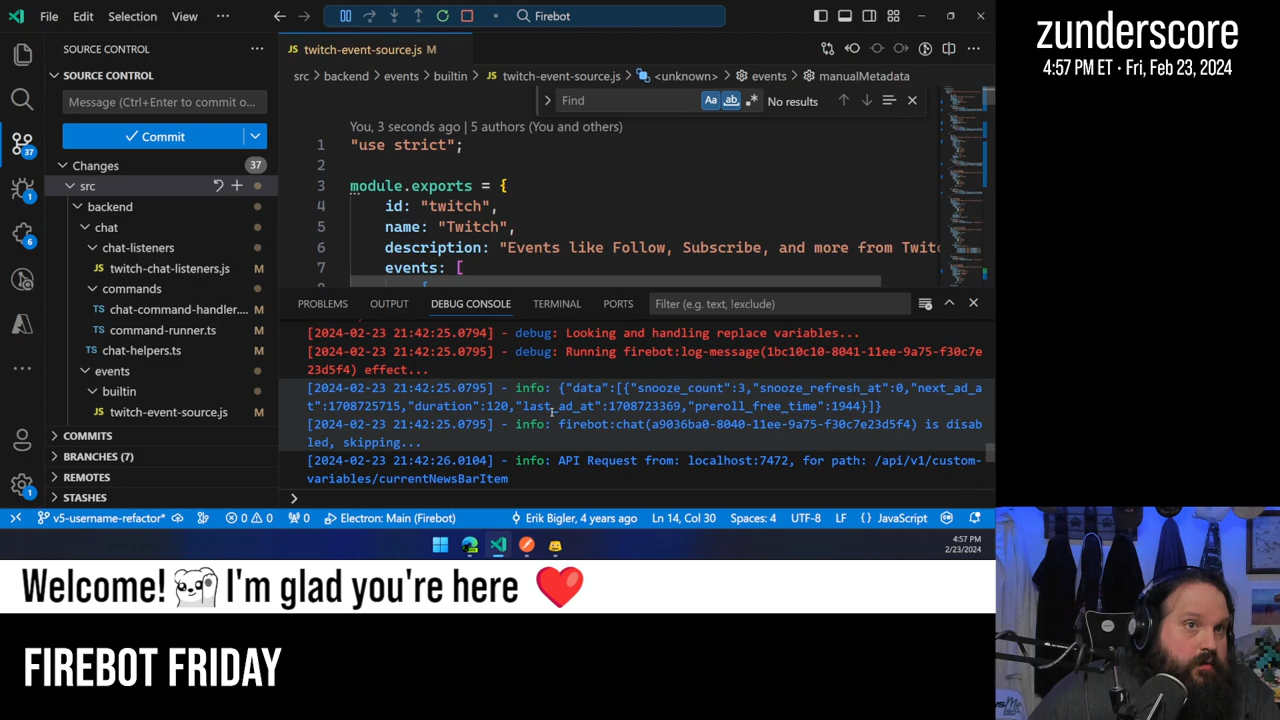 File Edit Selection View ··· Firebot
zunderscore
4:57 PM ET · Fri, Feb 23, 2024
SOURCE CONTROL
SOURCE CONTROL
Message (Ctrl+Enter to commit o...
Commit
Changes 37
src
backend
chat
chat-listeners
twitch-chat-listeners.js M
commands
chat-command-handler.... M
command-runner.ts M
chat-helpers.ts M
events
builtin
twitch-event-source.js M
COMMITS
BRANCHES (7)
REMOTES
STASHES
37
1
6
twitch-event-source.js M
src > backend > events > builtin > twitch-event-source.js > <unknown> > events > manualMetadata
Find
Aa ab No results
You, 3 seconds ago | 5 authors (You and others)
1 "use strict";
2
3 module.exports = {
4 id: "twitch",
5 name: "Twitch",
6 description: "Events like Follow, Subscribe, and more from Twitc
7 events: [
PROBLEMS OUTPUT DEBUG CONSOLE TERMINAL PORTS Filter (e.g. text, !exclude)
[2024-02-23 21:42:25.0794] - debug: Looking and handling replace variables...
[2024-02-23 21:42:25.0795] - debug: Running firebot:log-message(1bc10c10-8041-11ee-9a75-f30c7e
23d5f4) effect...
[2024-02-23 21:42:25.0795] - info: {"data":[{"snooze_count":3,"snooze_refresh_at":0,"next_ad_a
t":1708725715,"duration":120,"last_ad_at":1708723369,"preroll_free_time":1944}]}
[2024-02-23 21:42:25.0795] - info: firebot:chat(a9036ba0-8040-11ee-9a75-f30c7e23d5f4) is disab
led, skipping...
[2024-02-23 21:42:26.0104] - info: API Request from: localhost:7472, for path: /api/v1/custom-
variables/currentNewsBarItem
>
v5-username-refactor* 0 0 0 Electron: Main (Firebot) Erik Bigler, 4 years ago Ln 14, Col 30 Spaces: 4 UTF-8 LF {} JavaScript
4:57 PM
2/23/2024
Welcome! I'm glad you're here
FIREBOT FRIDAY